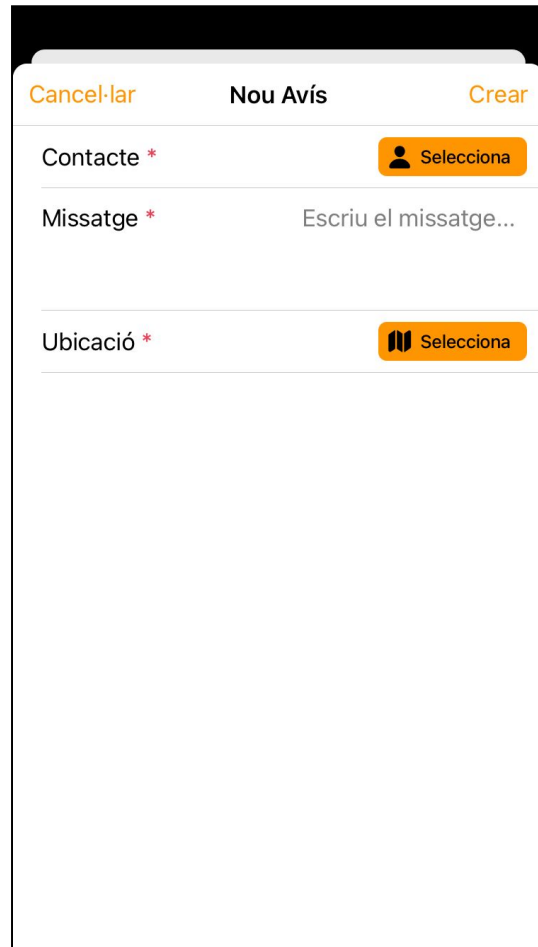 Cancel·lar Nou Avís Crear
Contacte * Selecciona
Missatge * Escriu el missatge...
Ubicació * Selecciona